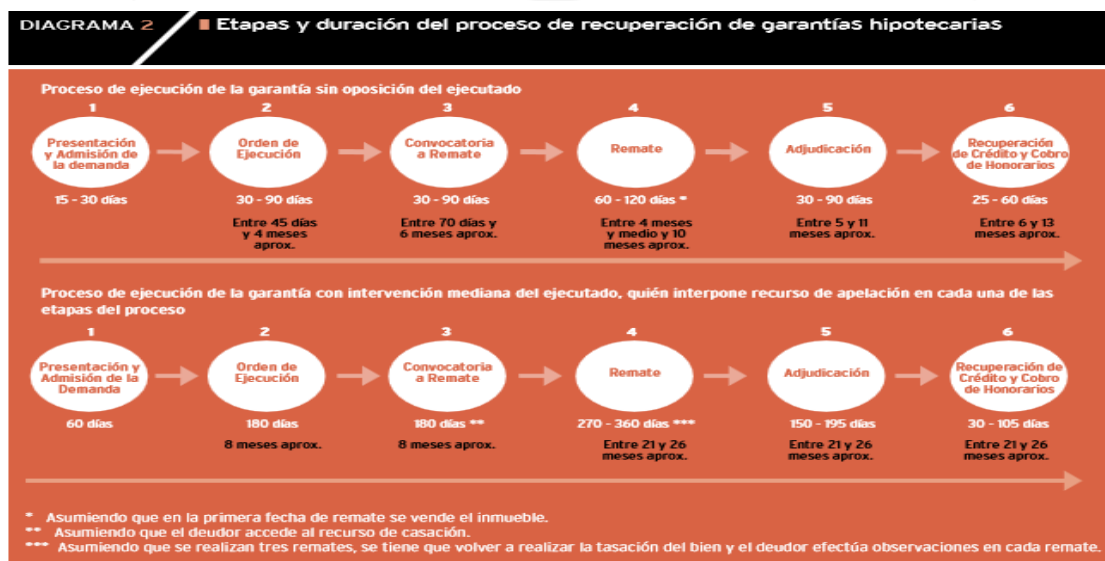 DIAGRAMA 2 Etapas y duración del proceso de recuperación de garantías hipotecarias
Proceso de ejecución de la garantía sin oposición del ejecutado
1 2 3 4 5 6
Presentación
y Admisión de
la demanda
Orden de
Ejecución
Convocatoria
a Remate
Remate
Adjudicación
Recuperación
de Crédito y Cobro
de Honorarios
15 - 30 días
30 - 90 días
30 - 90 días
60 - 120 días *
30 - 90 días
25 - 60 días
Entre 45 días
y 4 meses
aprox.
Entre 70 días y
6 meses aprox.
Entre 4 meses
y medio y 10
meses aprox.
Entre 5 y 11
meses aprox.
Entre 6 y 13
meses aprox.
Proceso de ejecución de la garantía con intervención mediana del ejecutado, quién interpone recurso de apelación en cada una de las
etapas del proceso
1 2 3 4 5 6
Presentación y
Admisión de la
Demanda
Orden de
Ejecución
Convocatoria
a Remate
Remate
Adjudicación
Recuperación de
Crédito y Cobro
de Honorarios
60 días
180 días
180 días **
270 - 360 días ***
150 - 195 días
30 - 105 días
8 meses aprox.
8 meses aprox.
Entre 21 y 26
meses aprox.
Entre 21 y 26
meses aprox.
Entre 21 y 26
meses aprox.
* Asumiendo que en la primera fecha de remate se vende el inmueble.
** Asumiendo que el deudor accede al recurso de casación.
*** Asumiendo que se realizan tres remates, se tiene que volver a realizar la tasación del bien y el deudor efectúa observaciones en cada remate.